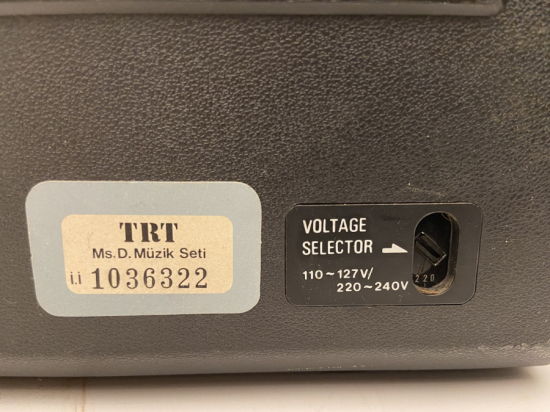 TRT
Ms. D. Müzik Seti
i.i 1036322
VOLTAGE
SELECTOR
110~127V/
220~240V
220